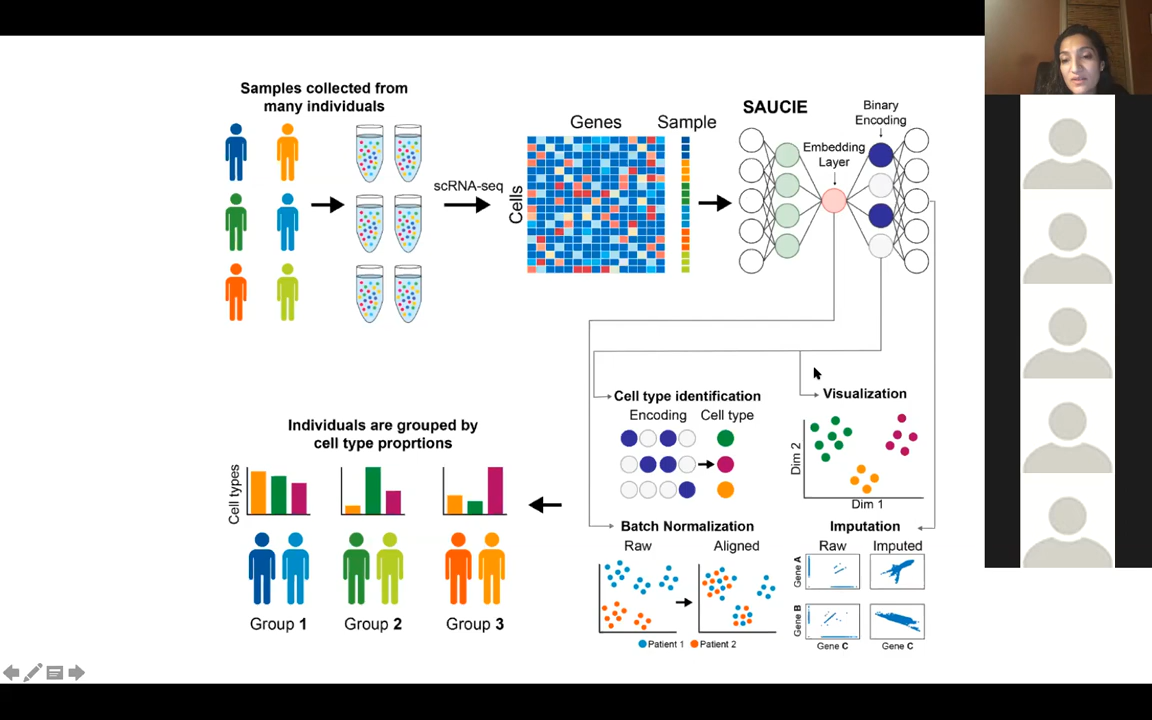 Samples collected from
many individuals
scRNA-seq
Genes
Sample
Cells
SAUCIE
Binary
Encoding
Embedding
Layer
Cell type identification
Encoding
Cell type
Visualization
Dim 2
Dim 1
Batch Normalization
Raw
Aligned
Patient 1
Patient 2
Imputation
Raw
Imputed
Gene A
Gene B
Gene C
Gene C
Individuals are grouped by
cell type proprtions
Cell types
Group 1
Group 2
Group 3